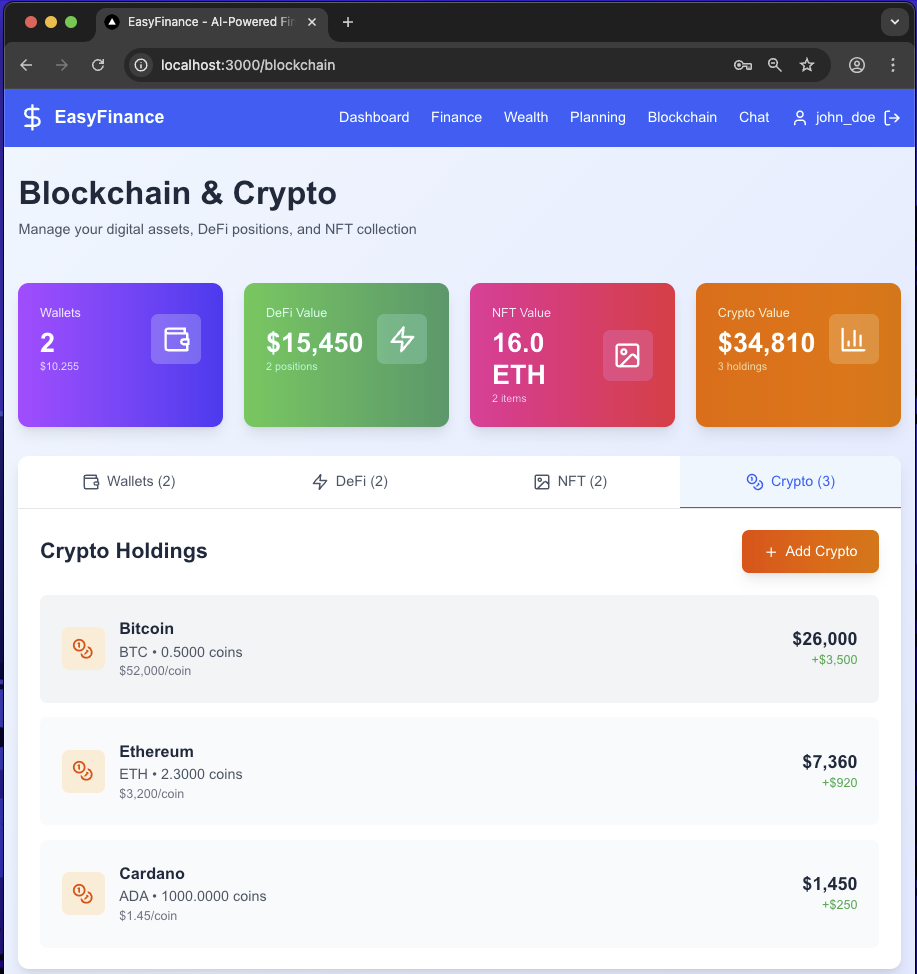 EasyFinance - AI-Powered Fi
localhost:3000/blockchain
EasyFinance
Dashboard
Finance
Wealth
Planning
Blockchain
Chat
john_doe
Blockchain & Crypto
Manage your digital assets, DeFi positions, and NFT collection
Wallets
2
$10.255
DeFi Value
$15,450
2 positions
NFT Value
16.0
ETH
2 items
Crypto Value
$34,810
3 holdings
Wallets (2)
DeFi (2)
NFT (2)
Crypto (3)
Crypto Holdings
+ Add Crypto
Bitcoin
BTC • 0.5000 coins
$52,000/coin
$26,000
+$3,500
Ethereum
ETH • 2.3000 coins
$3,200/coin
$7,360
+$920
Cardano
ADA • 1000.0000 coins
$1.45/coin
$1,450
+$250